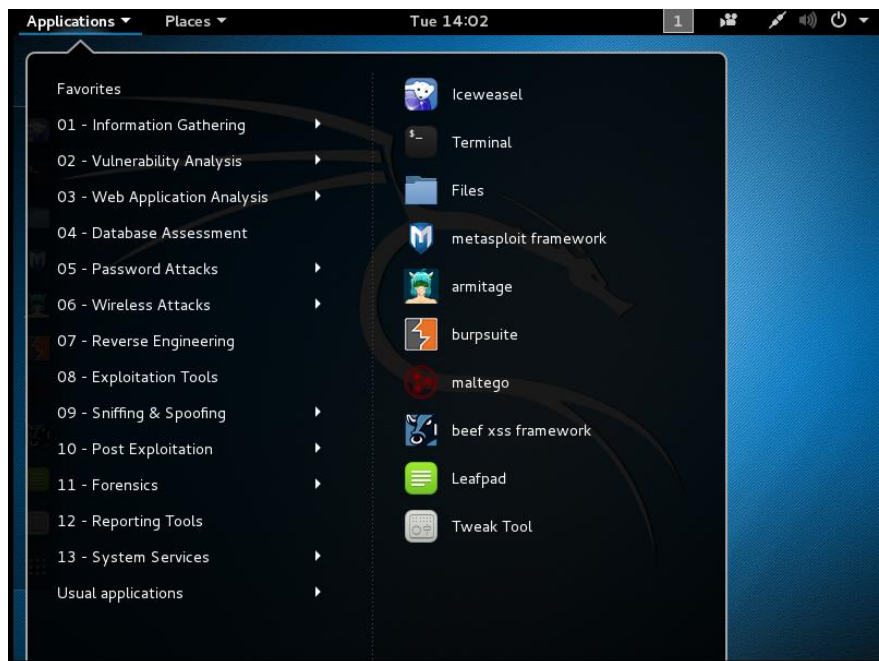 Applications Places Tue 14:02 1
Favorites
01 - Information Gathering
02 - Vulnerability Analysis
03 - Web Application Analysis
04 - Database Assessment
05 - Password Attacks
06 - Wireless Attacks
07 - Reverse Engineering
08 - Exploitation Tools
09 - Sniffing & Spoofing
10 - Post Exploitation
11 - Forensics
12 - Reporting Tools
13 - System Services
Usual applications
Iceweasel
$_
Terminal
Files
metasploit framework
armitage
burpsuite
maltego
beef xss framework
Leafpad
Tweak Tool